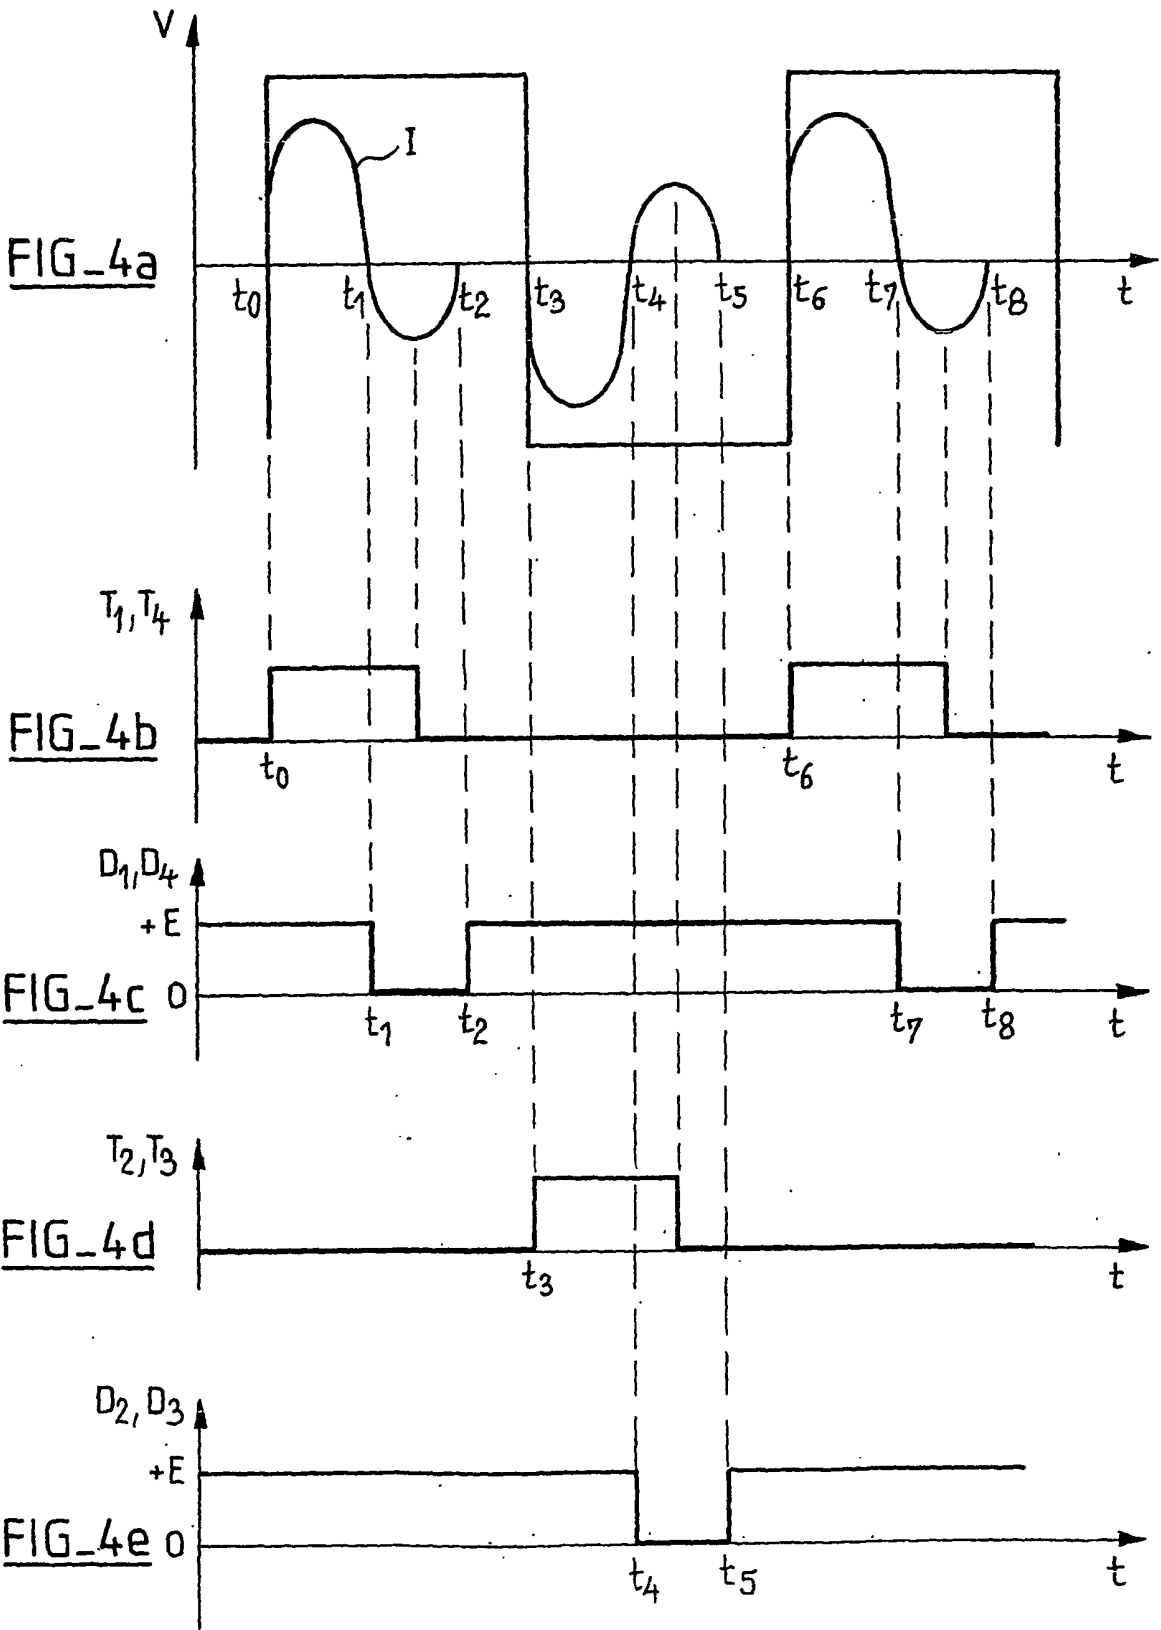 V
I
FIG_4a
t0 t1 t2 t3 t4 t5 t6 t7 t8 t
T1,T4
FIG_4b
t0 t6 t
D1,D4
+E
FIG_4c 0
t1 t2 t7 t8 t
T2,T3
FIG_4d
t3 t
D2,D3
+E
FIG_4e 0
t4 t5 t